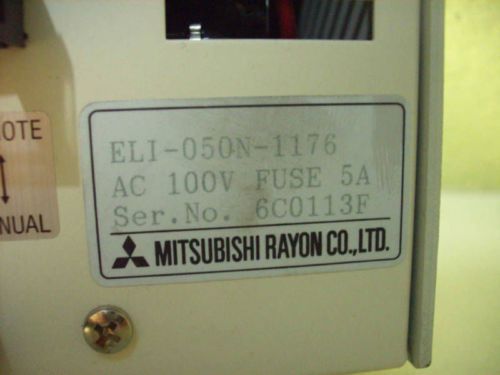 OTE
NUAL
ELI-050N-1176
AC 100V FUSE 5A
Ser.No. 6C0113F
MITSUBISHI RAYON CO.,LTD.